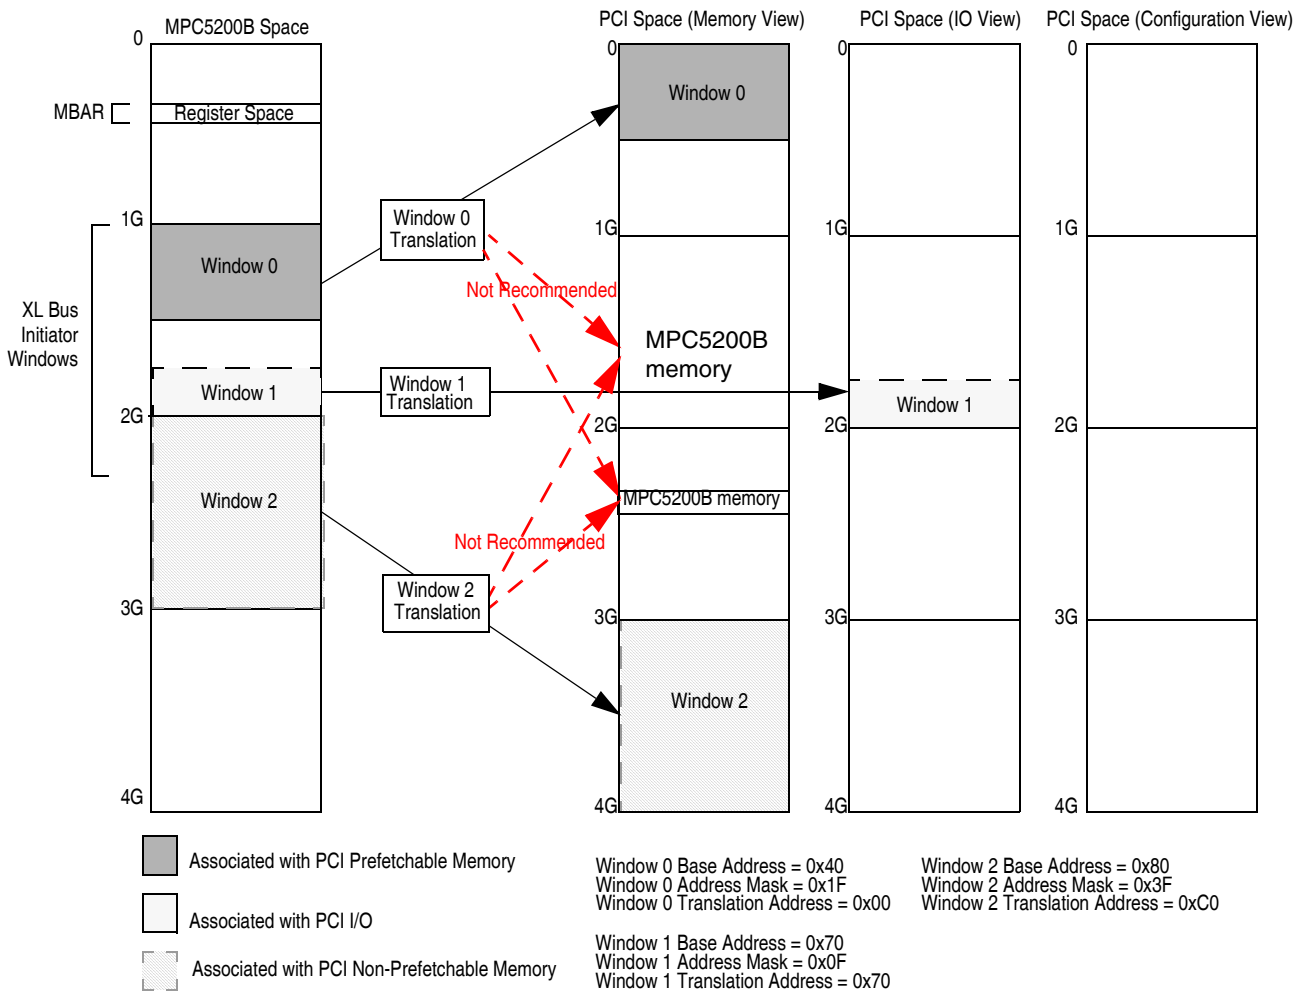 MPC5200B Space
PCI Space (Memory View)
PCI Space (IO View)
PCI Space (Configuration View)
0
0
0
0
Window 0
MBAR
Register Space
1G
1G
1G
1G
Window 0
Translation
Window 0
Not Recommended
XL Bus
Initiator
Windows
MPC5200B
memory
Window 1
Window 1
Translation
Window 1
2G
2G
2G
2G
Window 2
MPC5200B memory
Not Recommended
Window 2
Translation
3G
3G
3G
3G
Window 2
4G
4G
4G
4G
Associated with PCI Prefetchable Memory
Associated with PCI I/O
Associated with PCI Non-Prefetchable Memory
Window 0 Base Address = 0x40
Window 0 Address Mask = 0x1F
Window 0 Translation Address = 0x00
Window 1 Base Address = 0x70
Window 1 Address Mask = 0x0F
Window 1 Translation Address = 0x70
Window 2 Base Address = 0x80
Window 2 Address Mask = 0x3F
Window 2 Translation Address = 0xC0